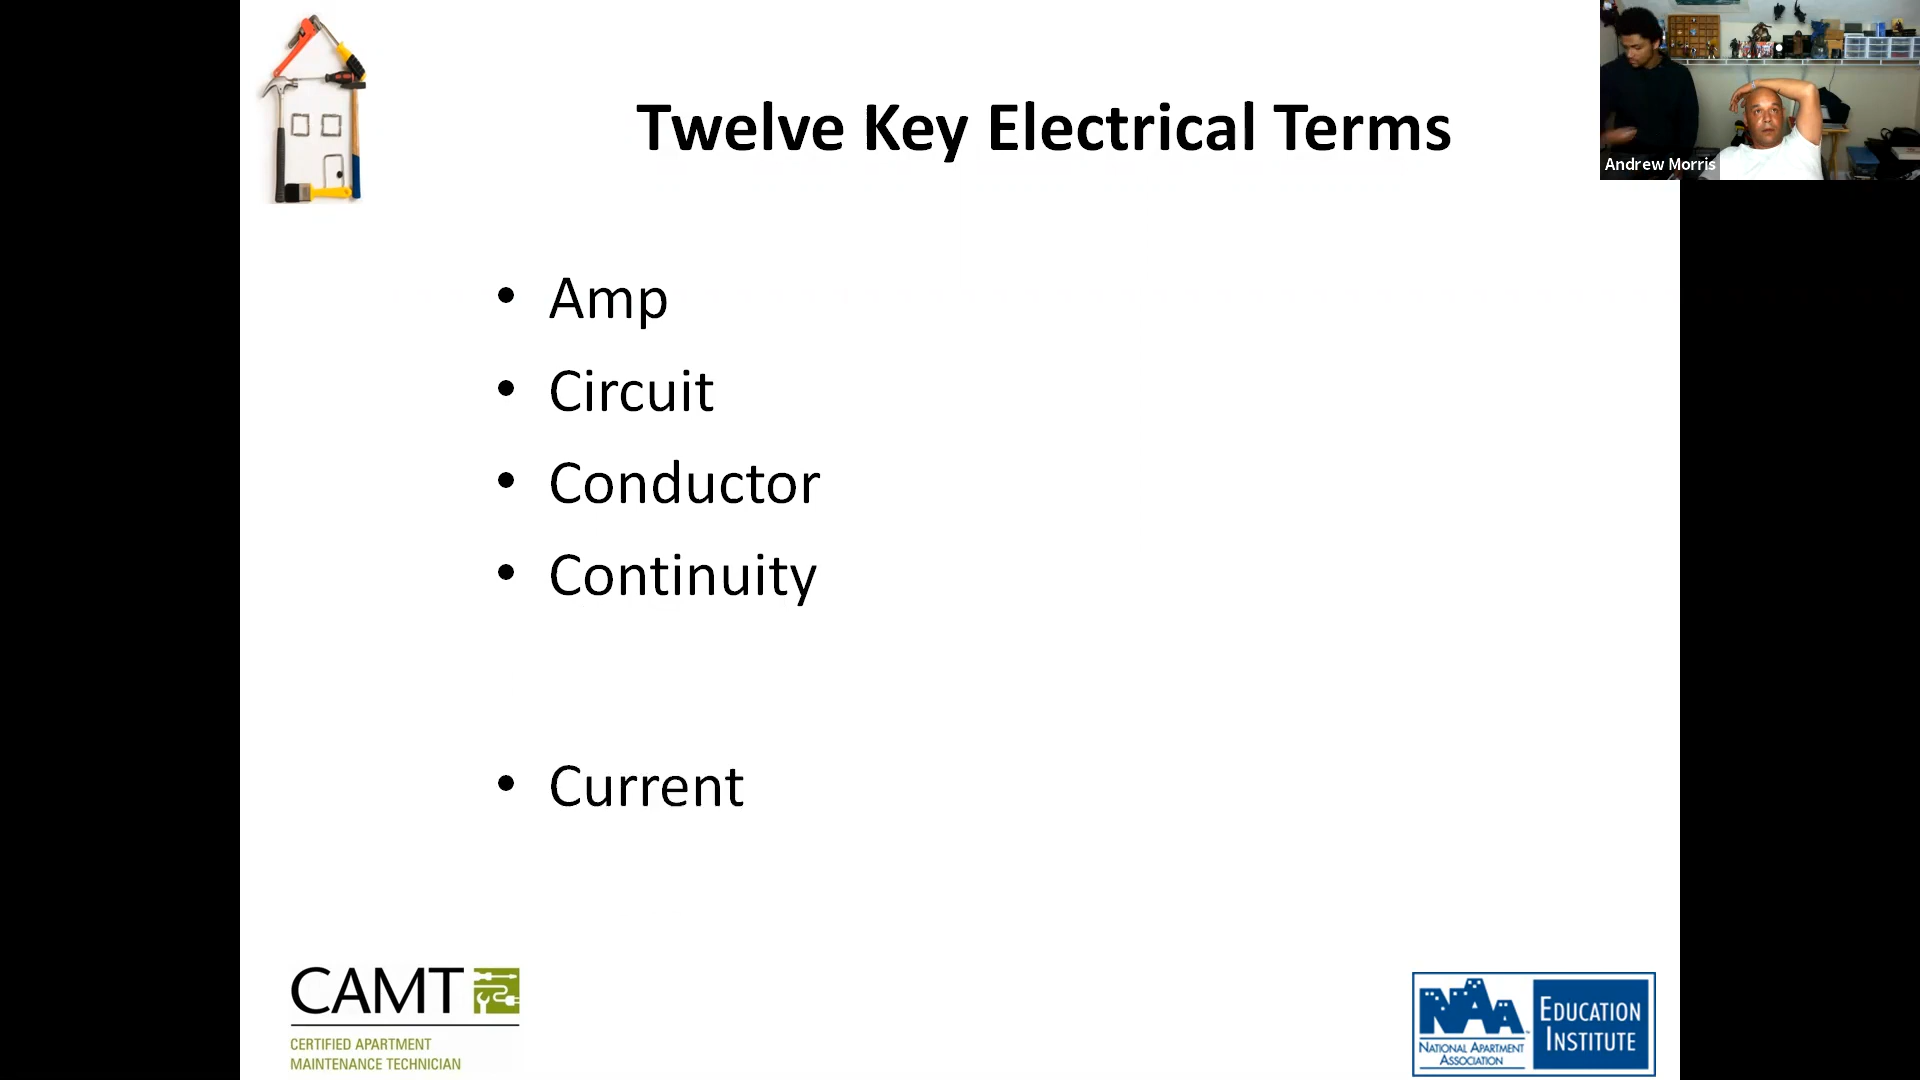 Twelve Key Electrical Terms
Andrew Morris
• Amp
• Circuit
• Conductor
• Continuity
• Current
CAMT
CERTIFIED APARTMENT
MAINTENANCE TECHNICIAN
NAA
NATIONAL APARTMENT
ASSOCIATION
EDUCATION
INSTITUTE